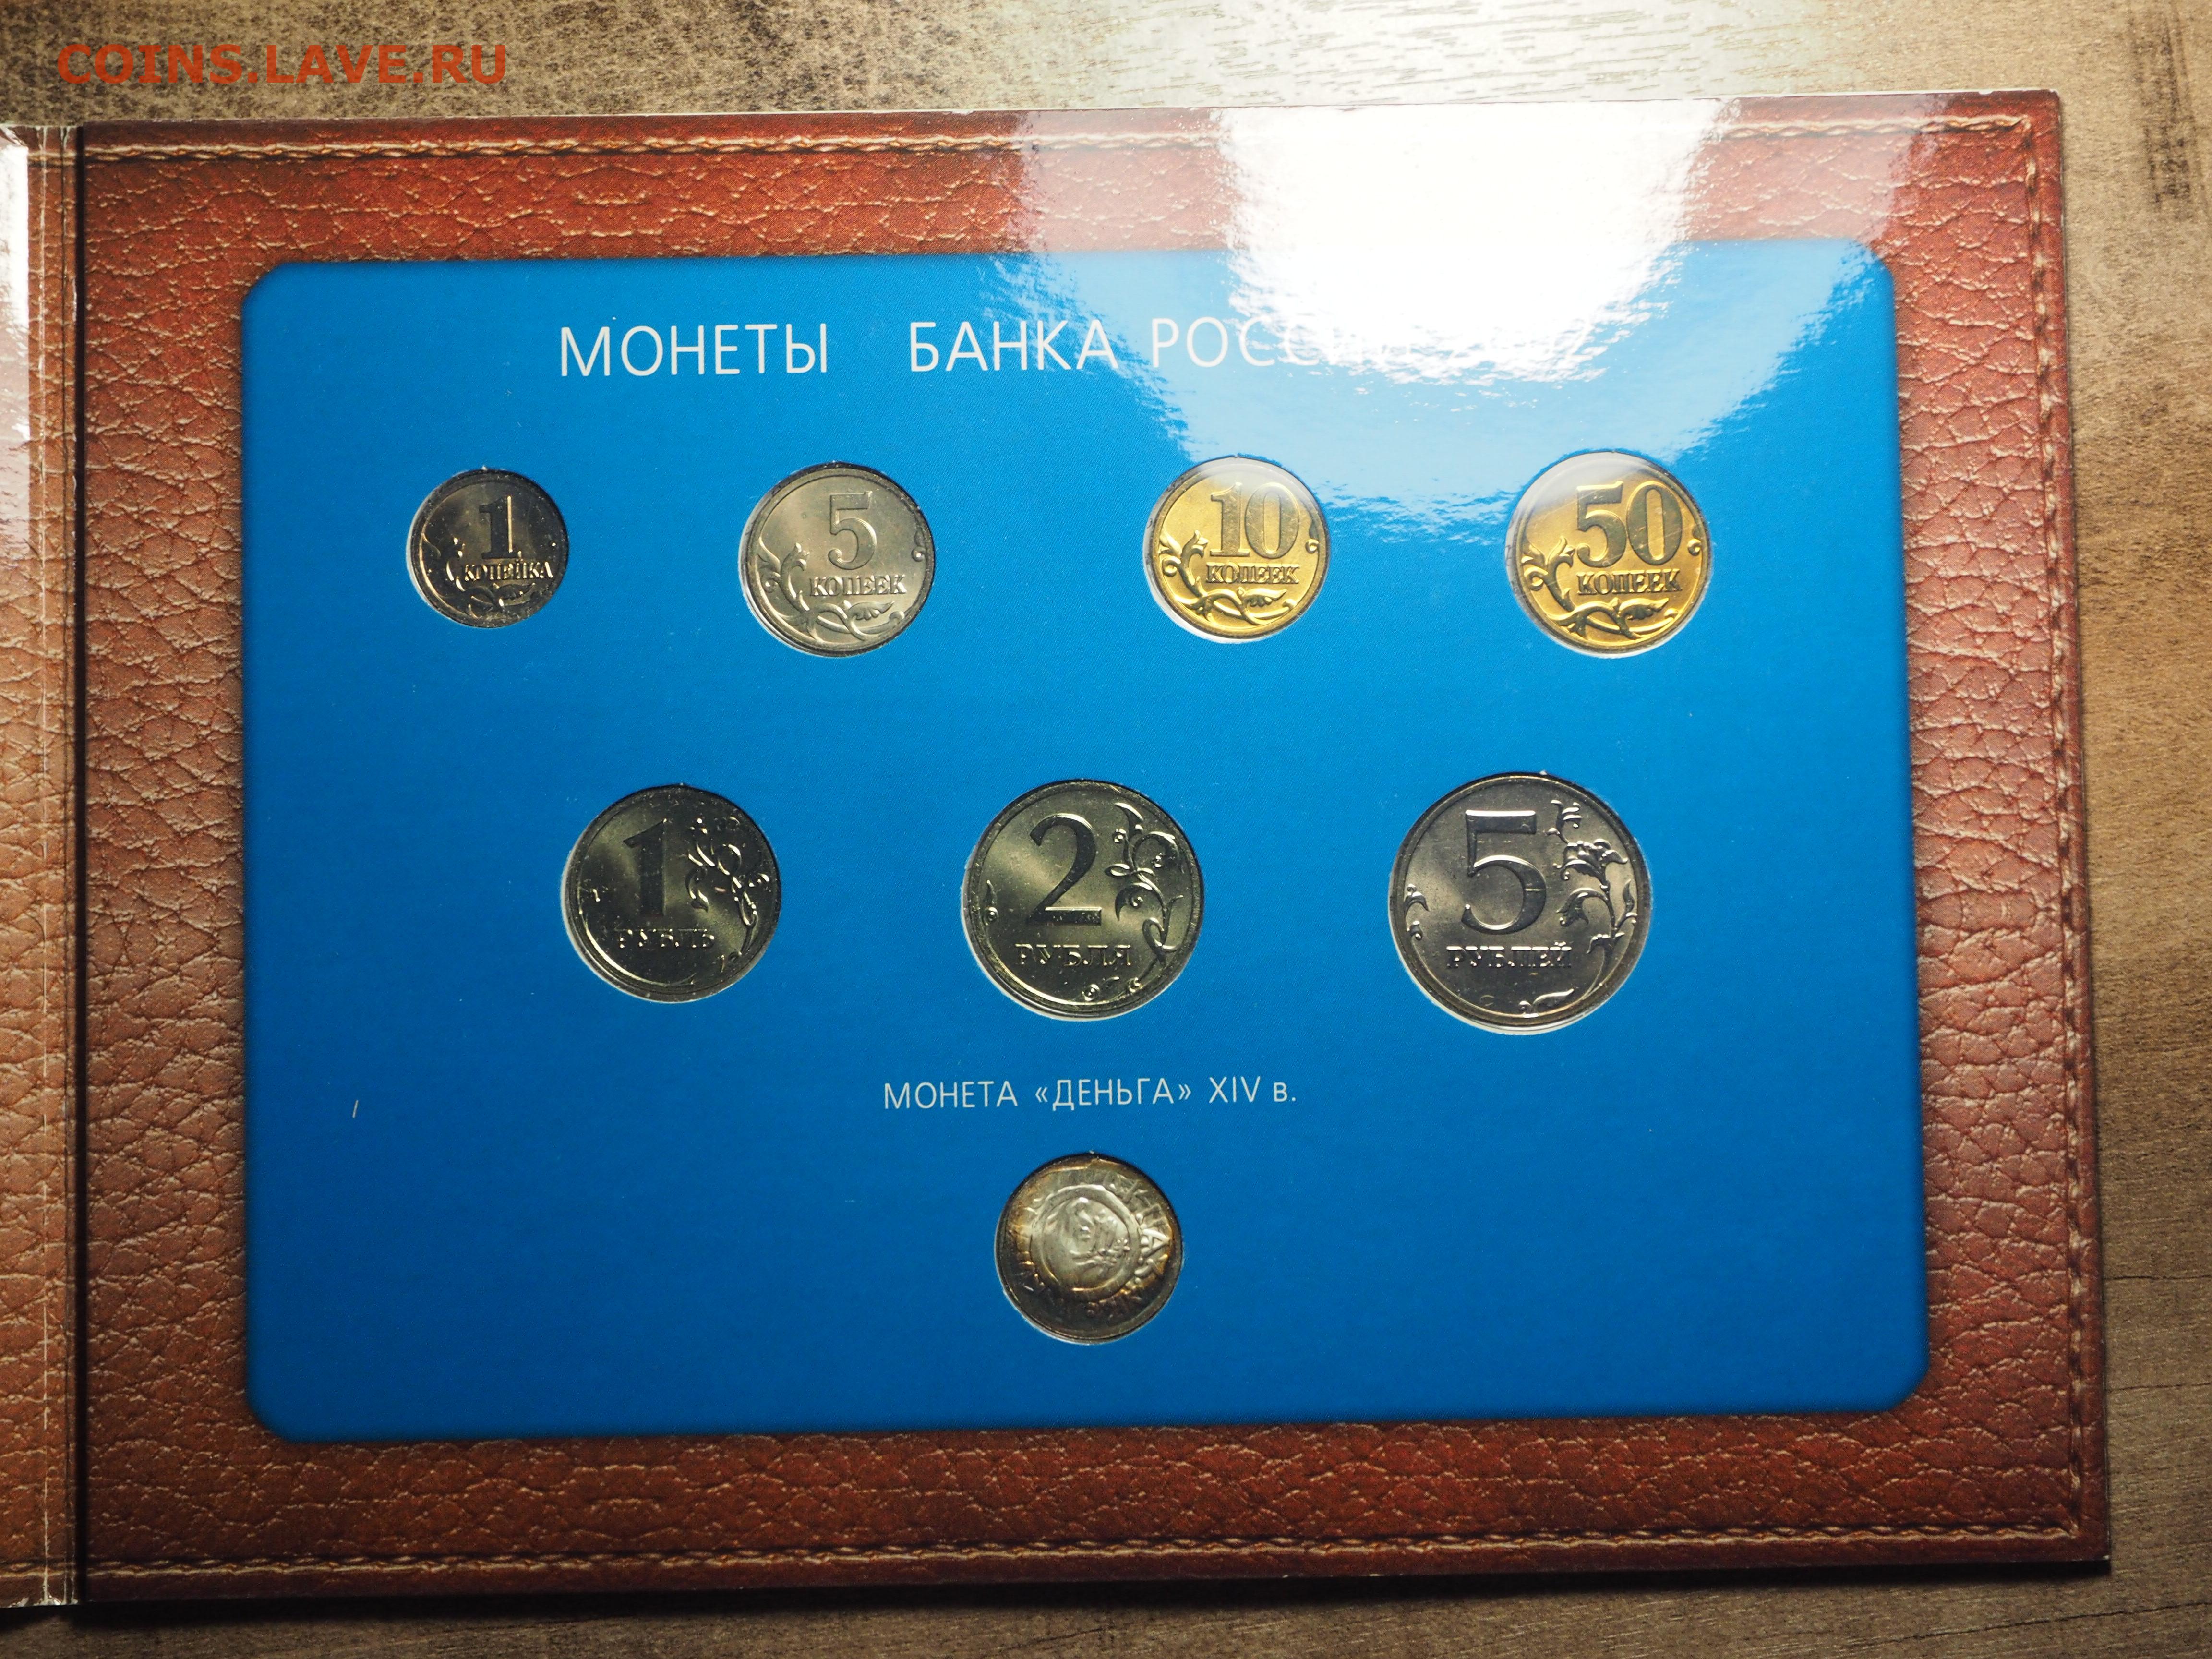 COINS.LAVE.RU
МОНЕТЫ БАНКА РОССИИ
1 КОПЕЙКА
5 КОПЕЕК
10 КОПЕЕК
50 КОПЕЕК
1 РУБЛЬ
2 РУБЛЯ
5 РУБЛЕЙ
МОНЕТА «ДЕНЬГА» XIV в.